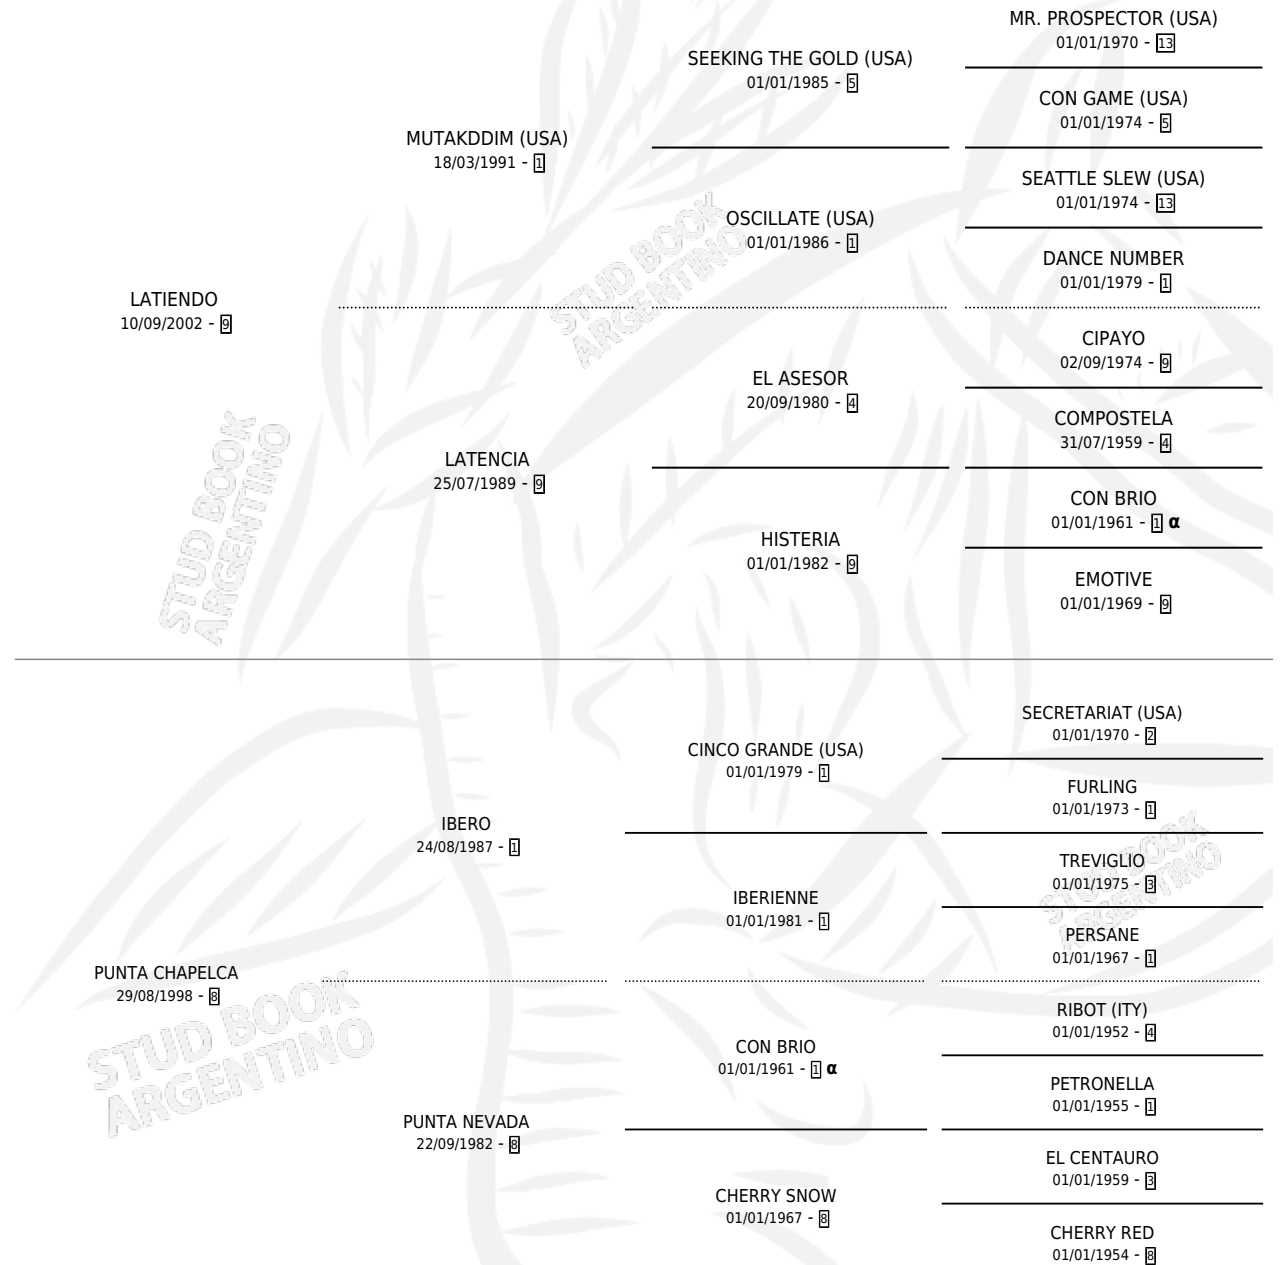 MR. PROSPECTOR (USA)
01/01/1970 - 13
SEEKING THE GOLD (USA)
01/01/1985 - 5
CON GAME (USA)
01/01/1974 - 5
MUTAKDDIM (USA)
18/03/1991 - 1
SEATTLE SLEW (USA)
01/01/1974 - 13
OSCILLATE (USA)
01/01/1986 - 1
DANCE NUMBER
01/01/1979 - 1
LATIENDO
10/09/2002 - 9
CIPAYO
02/09/1974 - 9
EL ASESOR
20/09/1980 - 4
COMPOSTELA
31/07/1959 - 4
LATENCIA
25/07/1989 - 9
CON BRIO
01/01/1961 - 1 α
HISTERIA
01/01/1982 - 9
EMOTIVE
01/01/1969 - 9
SECRETARIAT (USA)
01/01/1970 - 2
CINCO GRANDE (USA)
01/01/1979 - 1
FURLING
01/01/1973 - 1
IBERO
24/08/1987 - 1
TREVIGLIO
01/01/1975 - 3
IBERIENNE
01/01/1981 - 1
PERSANE
01/01/1967 - 1
PUNTA CHAPELCA
29/08/1998 - 8
RIBOT (ITY)
01/01/1952 - 4
CON BRIO
01/01/1961 - 1 α
PETRONELLA
01/01/1955 - 1
PUNTA NEVADA
22/09/1982 - 8
EL CENTAURO
01/01/1959 - 3
CHERRY SNOW
01/01/1967 - 8
CHERRY RED
01/01/1954 - 8
STUD BOOK
ARGENTINO
STUD BOOK
ARGENTINO
STUD BOOK
ARGENTINO
STUD BOOK
ARGENTINO